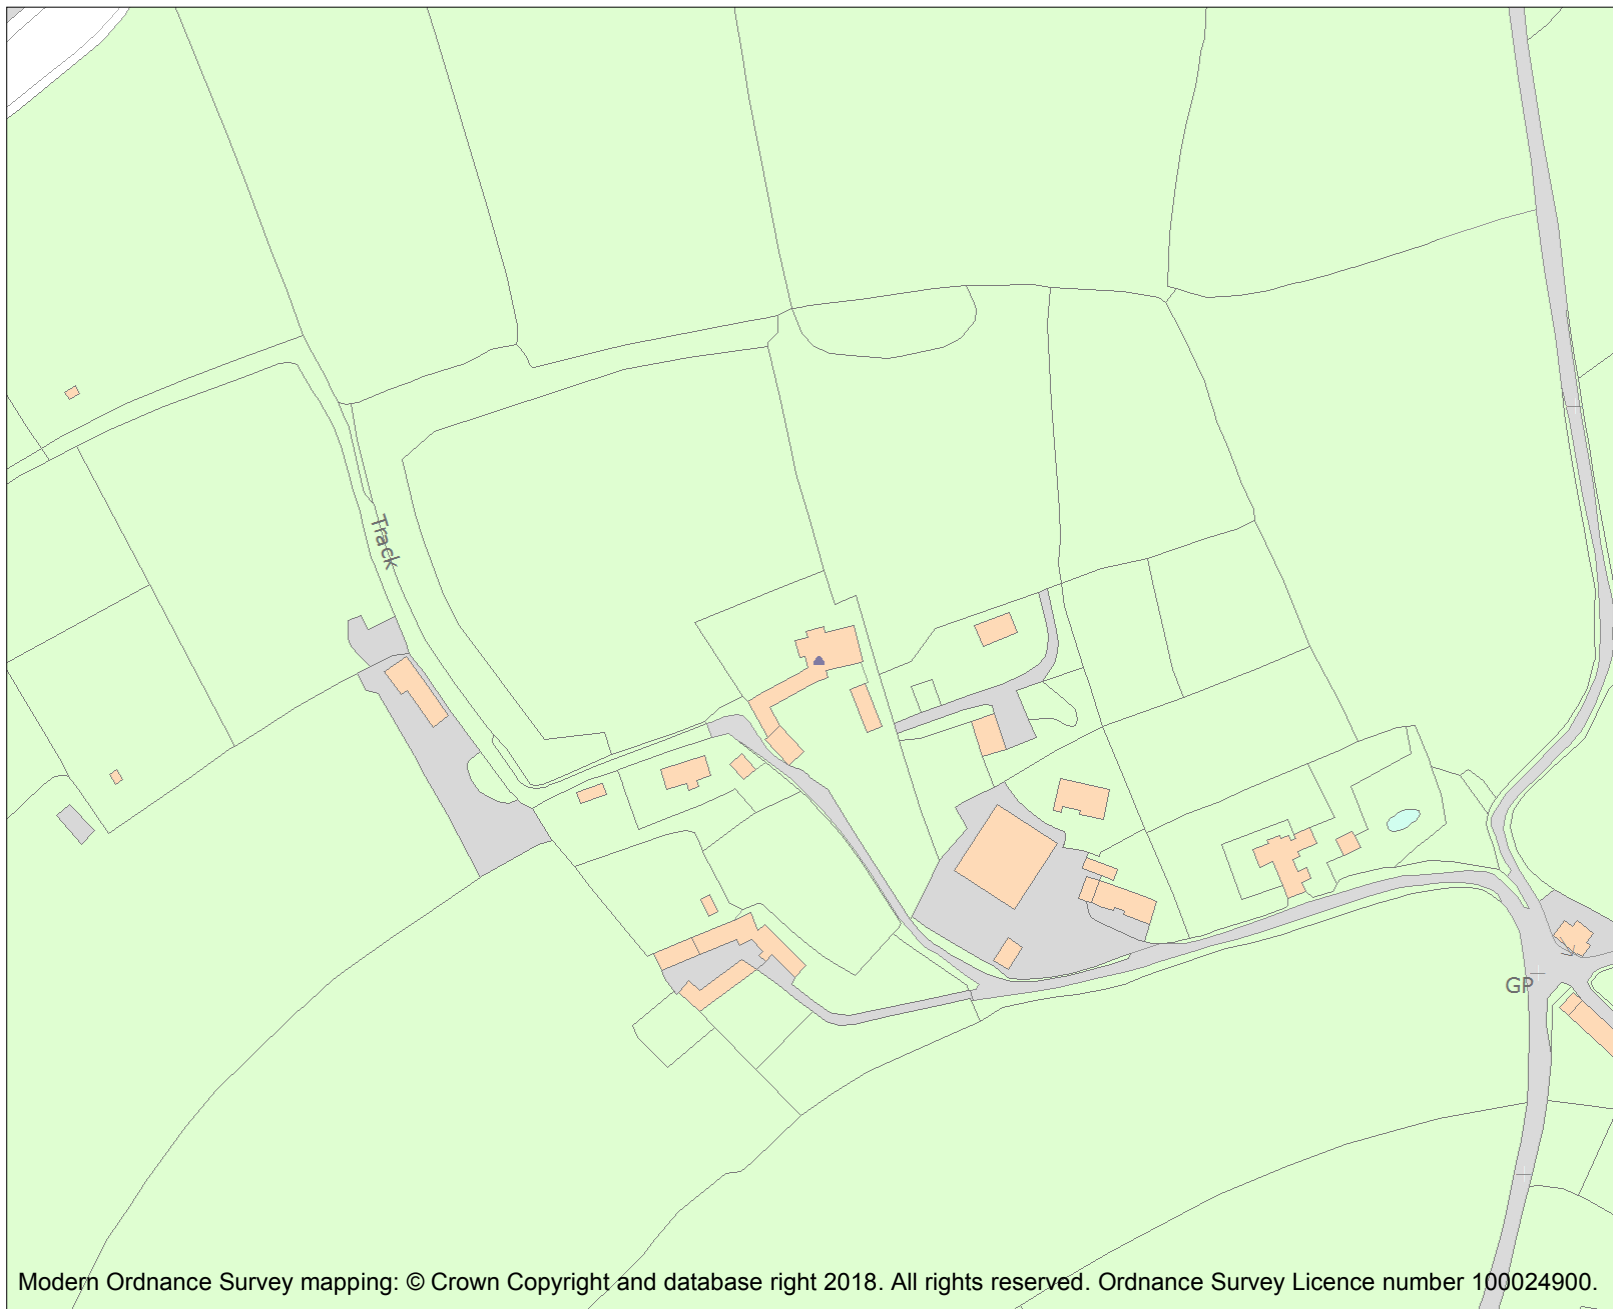 Track
GP
Modern Ordnance Survey mapping: © Crown Copyright and database right 2018. All rights reserved. Ordnance Survey Licence number 100024900.